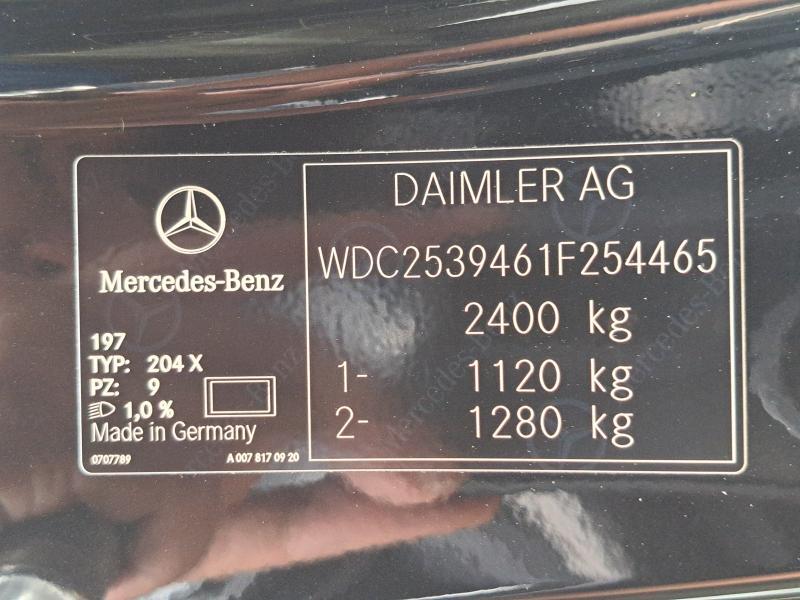 Mercedes-Benz
197
TYP: 204 X
PZ: 9
1,0 %
Made in Germany
0707789
A 007 817 09 20
DAIMLER AG
WDC2539461F254465
2400 kg
1- 1120 kg
2- 1280 kg